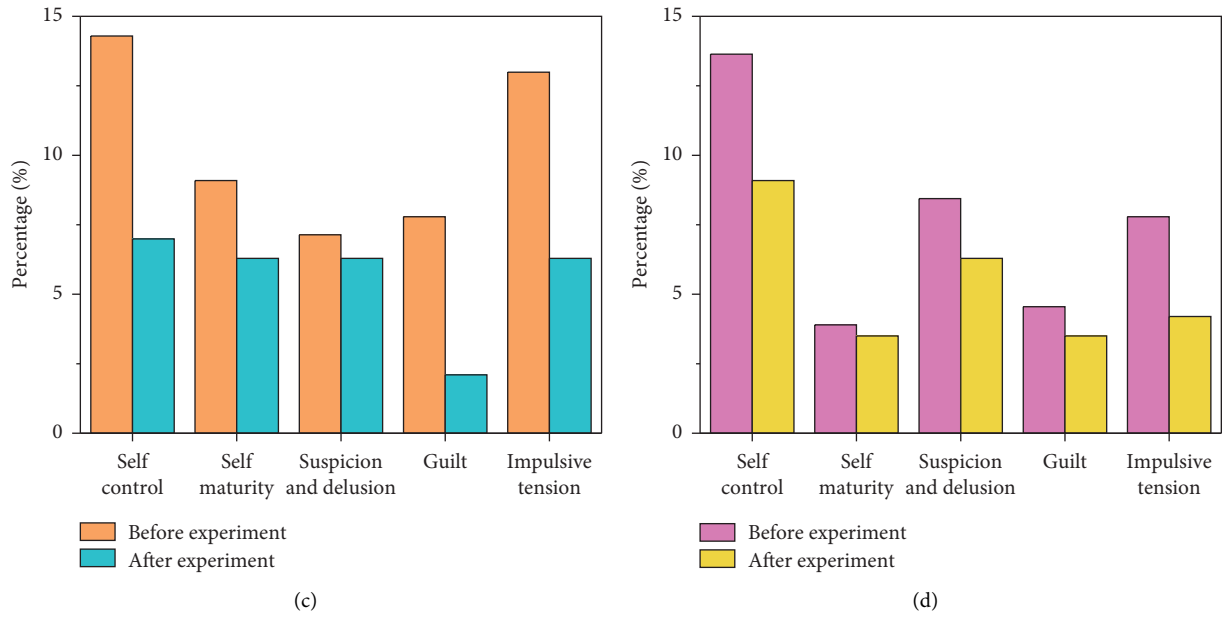 15
10
5
0
Percentage (%)
Self
control
Self
maturity
Suspicion
and delusion
Guilt
Impulsive
tension
Before experiment
After experiment
(c)
15
10
5
0
Percentage (%)
Self
control
Self
maturity
Suspicion
and delusion
Guilt
Impulsive
tension
Before experiment
After experiment
(d)